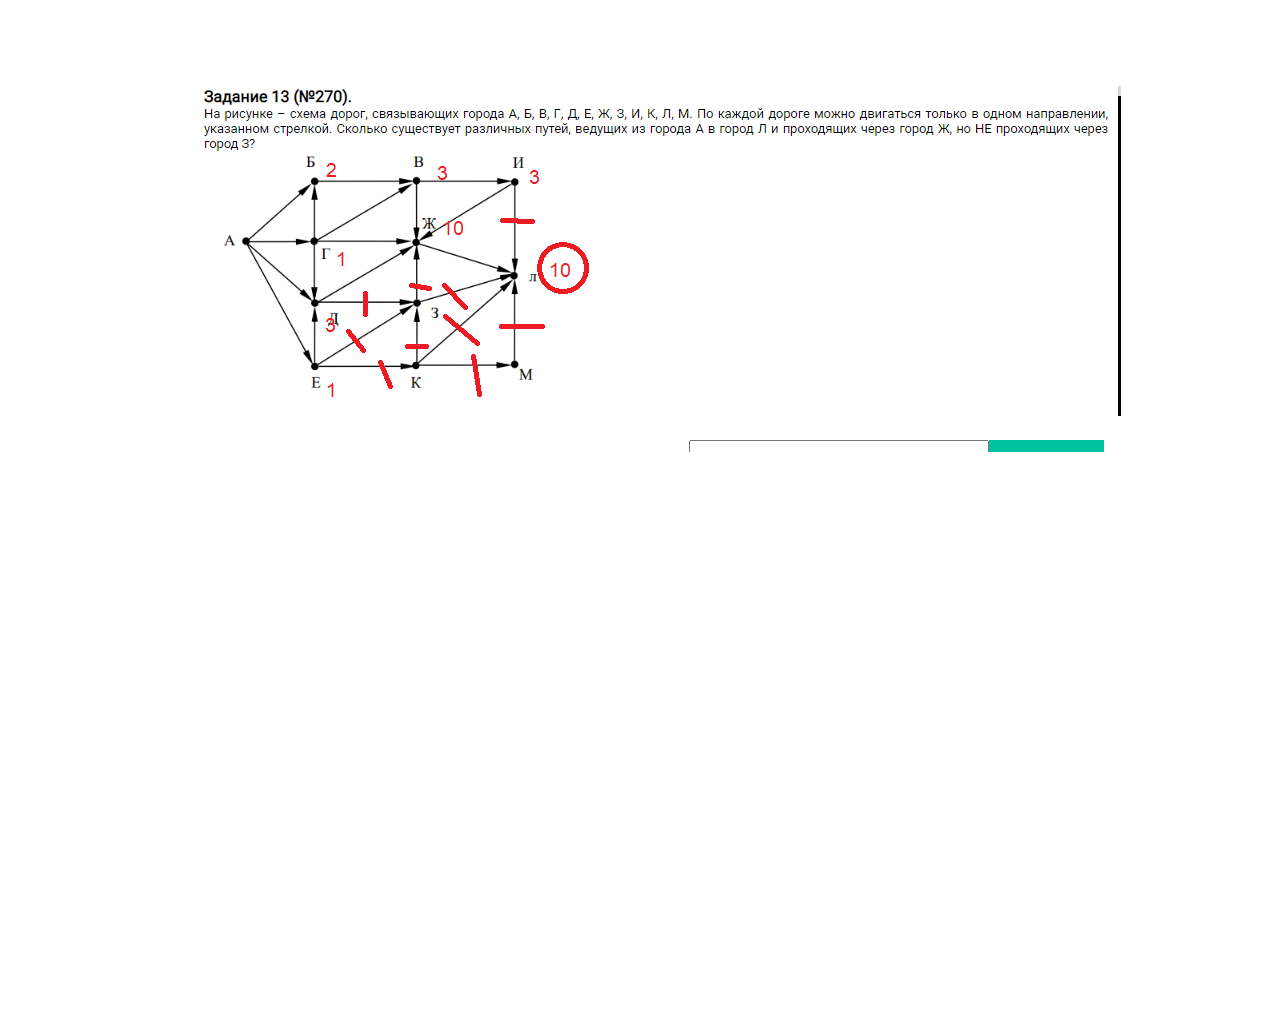 Задание 13 (№270).
На рисунке – схема дорог, связывающих города А, Б, В, Г, Д, Е, Ж, З, И, К, Л, М. По каждой дороге можно двигаться только в одном направлении,
указанном стрелкой. Сколько существует различных путей, ведущих из города А в город Л и проходящих через город Ж, но НЕ проходящих через
город З?
Б 2 В 3 И 3
Ж 10
А Г 1
Л 10
Д 3 З
Е 1 К М